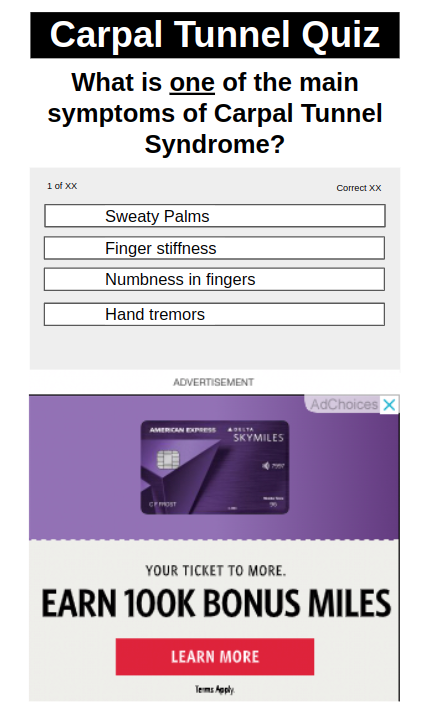 Carpal Tunnel Quiz
What is one of the main
symptoms of Carpal Tunnel
Syndrome?
1 of XX
Correct XX
Sweaty Palms
Finger stiffness
Numbness in fingers
Hand tremors
ADVERTISEMENT
AdChoices
AMERICAN EXPRESS
DELTA
SKYMILES
C F FROST
YOUR TICKET TO MORE.
EARN 100K BONUS MILES
LEARN MORE
Terms Apply.